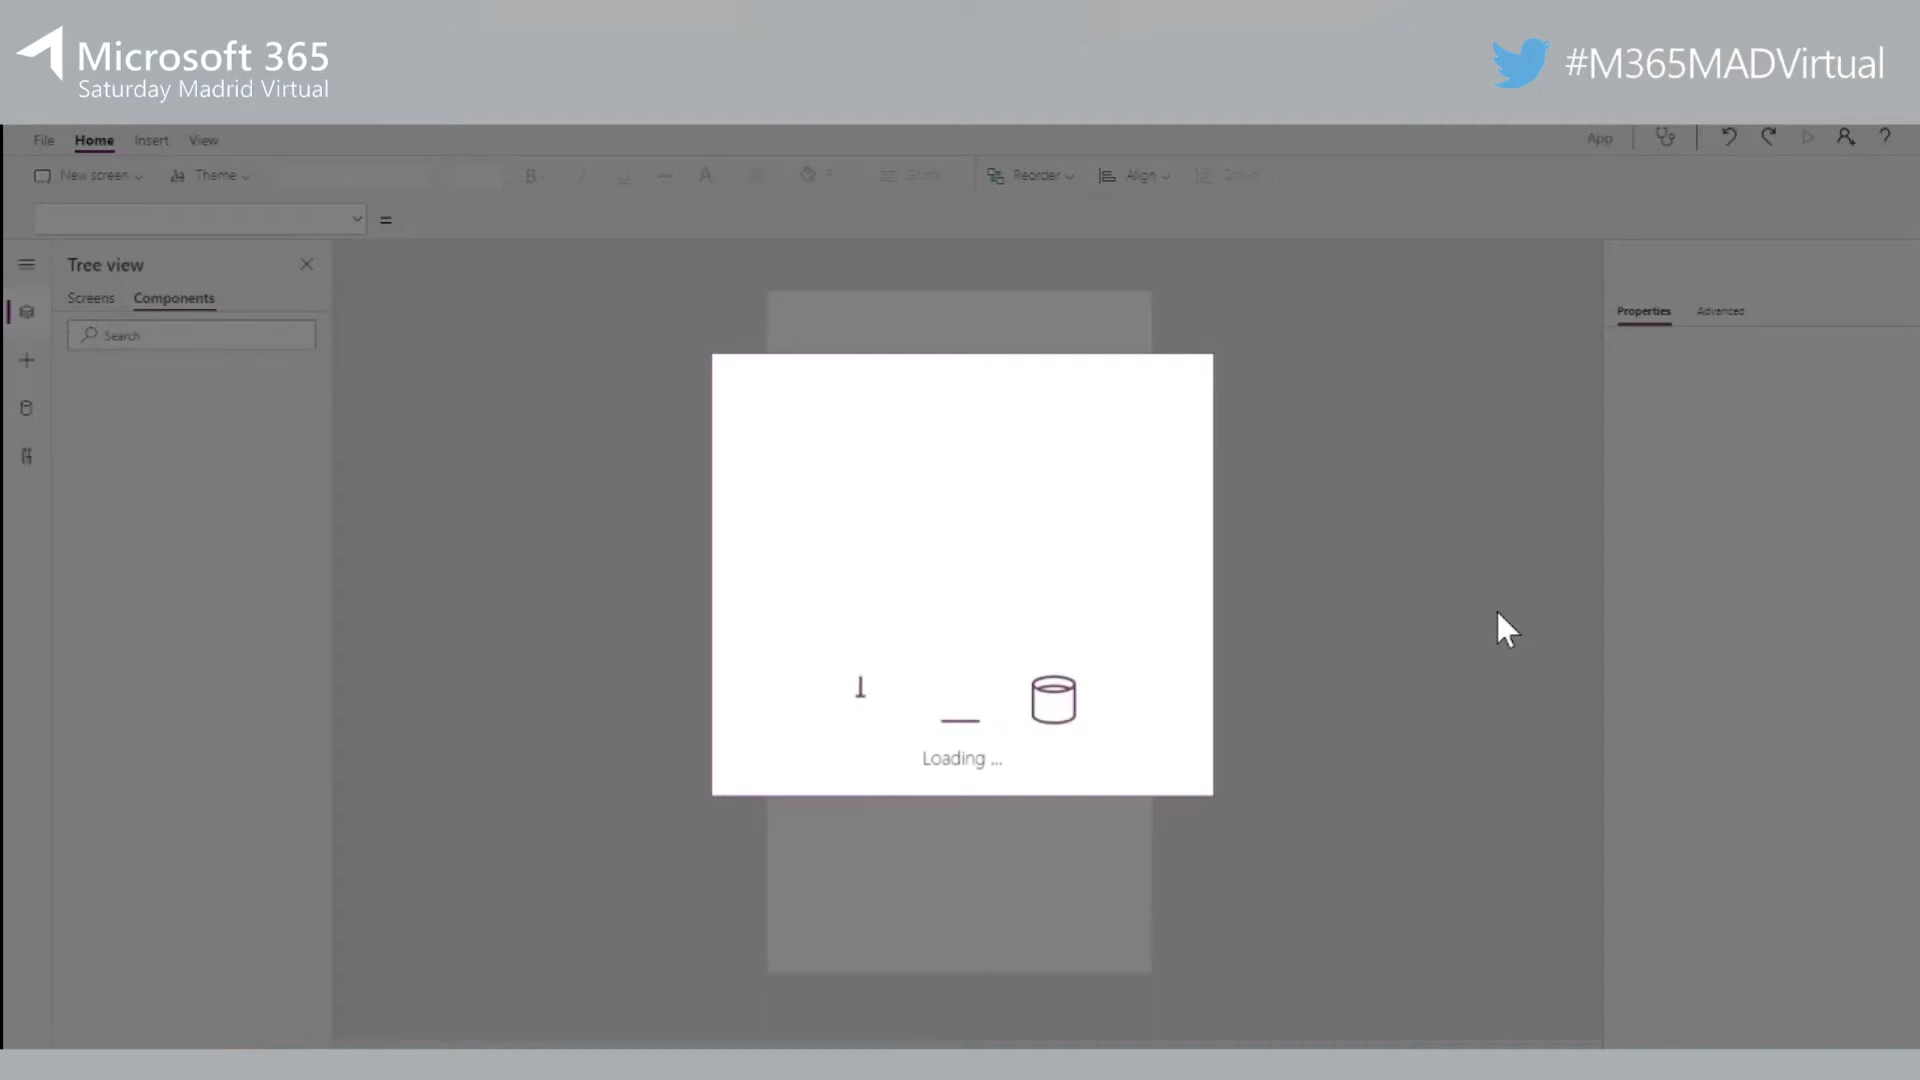 Microsoft 365
Saturday Madrid Virtual
#M365MADVirtual
File Home Insert View
App
New screen Theme
B
A
Reorder Align
=
Tree view
Screens Components
Search
Properties Advanced
Loading ...